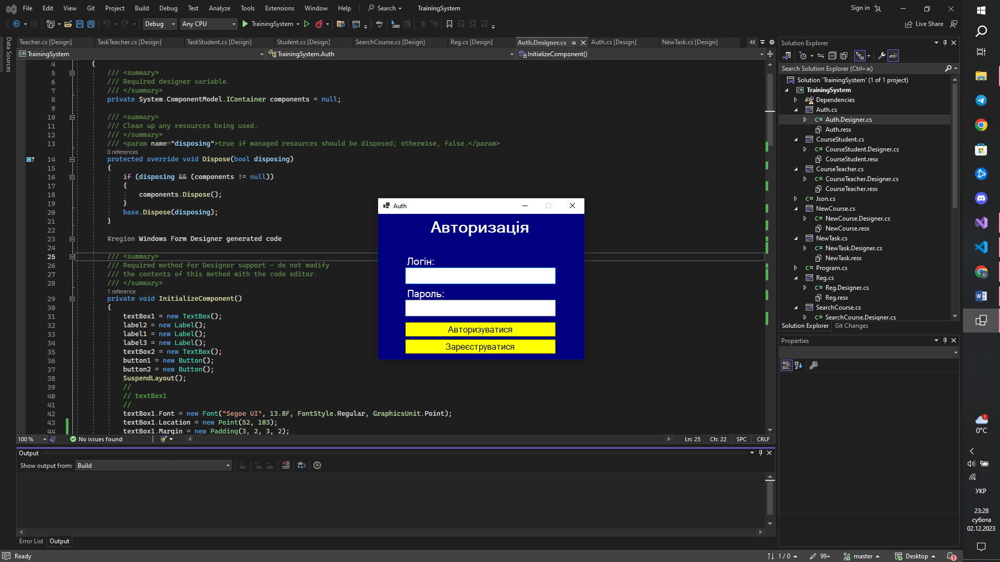 File Edit View Git Project Build Debug Test Analyze Tools Extensions Window Help Search TrainingSystem Sign in
Debug Any CPU TrainingSystem Live Share
Data Sources
Teacher.cs [Design] TaskTeacher.cs [Design] TaskStudent.cs [Design] Student.cs [Design] SearchCourse.cs [Design] Reg.cs [Design] Auth.Designer.cs Auth.cs [Design] NewTask.cs [Design]
TrainingSystem TrainingSystem.Auth InitializeComponent()
4 {
5 /// <summary>
6 /// Required designer variable.
7 /// </summary>
8 private System.ComponentModel.IContainer components = null;
9
10 /// <summary>
11 /// Clean up any resources being used.
12 /// </summary>
13 /// <param name="disposing">true if managed resources should be disposed; otherwise, false.</param>
0 references
14 protected override void Dispose(bool disposing)
15 {
16 if (disposing && (components != null))
17 {
18 components.Dispose();
19 }
20 base.Dispose(disposing);
21 }
22
23 #region Windows Form Designer generated code
24
25 /// <summary>
26 /// Required method for Designer support - do not modify
27 /// the contents of this method with the code editor.
28 /// </summary>
1 reference
29 private void InitializeComponent()
30 {
31 textBox1 = new TextBox();
32 label2 = new Label();
33 label1 = new Label();
34 label3 = new Label();
35 textBox2 = new TextBox();
36 button1 = new Button();
37 button2 = new Button();
38 SuspendLayout();
39 //
40 // textBox1
41 //
42 textBox1.Font = new Font("Segoe UI", 13.8F, FontStyle.Regular, GraphicsUnit.Point);
43 textBox1.Location = new Point(52, 103);
44 textBox1.Margin = new Padding(3, 2, 3, 2);
100 % No issues found Ln: 25 Ch: 22 SPC CRLF
Auth
Авторизація
Логін:
Пароль:
Авторизуватися
Зареєструватися
Output
Show output from: Build
Error List Output
Solution Explorer
Search Solution Explorer (Ctrl+ж)
Solution 'TrainingSystem' (1 of 1 project)
TrainingSystem
Dependencies
Auth.cs
C# Auth.Designer.cs
Auth.resx
CourseStudent.cs
C# CourseStudent.Designer.cs
CourseStudent.resx
CourseTeacher.cs
C# CourseTeacher.Designer.cs
CourseTeacher.resx
C# Json.cs
NewCourse.cs
C# NewCourse.Designer.cs
NewCourse.resx
NewTask.cs
C# NewTask.Designer.cs
NewTask.resx
C# Program.cs
Reg.cs
C# Reg.Designer.cs
Reg.resx
SearchCourse.cs
C# SearchCourse.Designer.cs
Solution Explorer Git Changes
Properties
Ready 1 / 0 99+ master Desktop 1
1
0°C
УКР
23:28
субота
02.12.2023